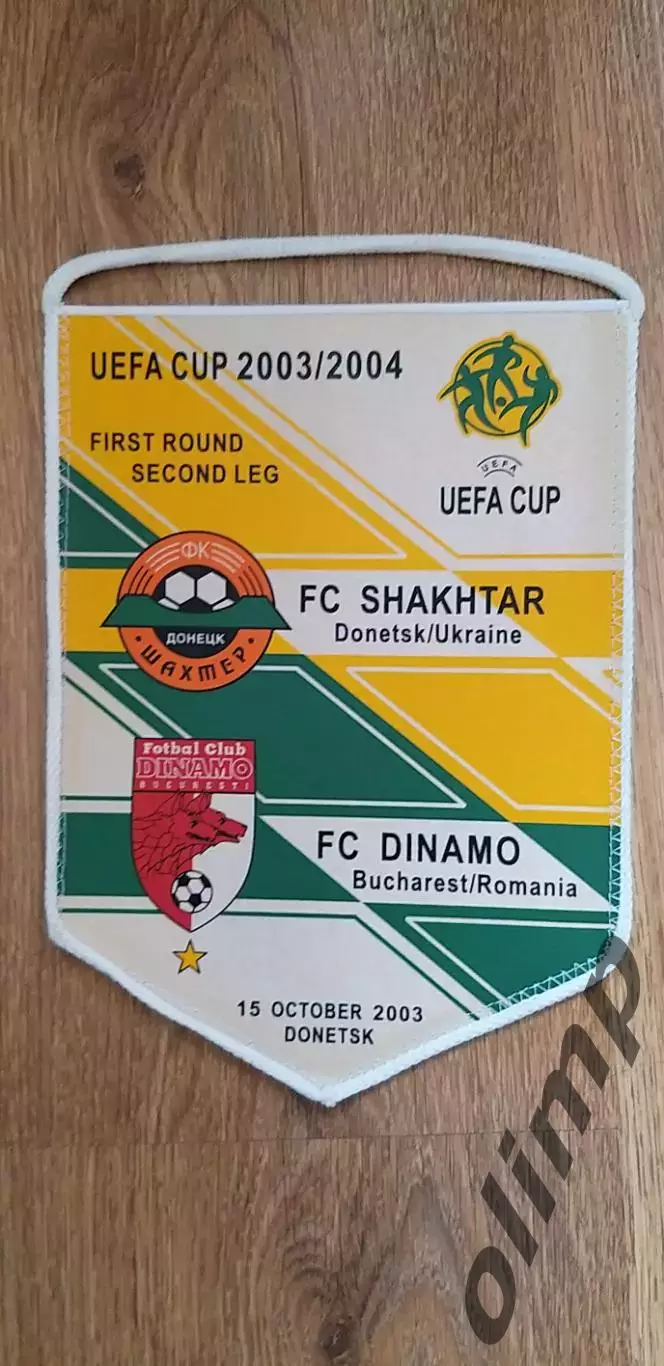 UEFA CUP 2003/2004
FIRST ROUND
SECOND LEG
UEFA
UEFA CUP
ФК
ДОНЕЦК
ШАХТЕР
FC SHAKHTAR
Donetsk/Ukraine
Fotbal Club
DINAMO
BUCURESTI
FC DINAMO
Bucharest/Romania
15 OCTOBER 2003
DONETSK
olimp